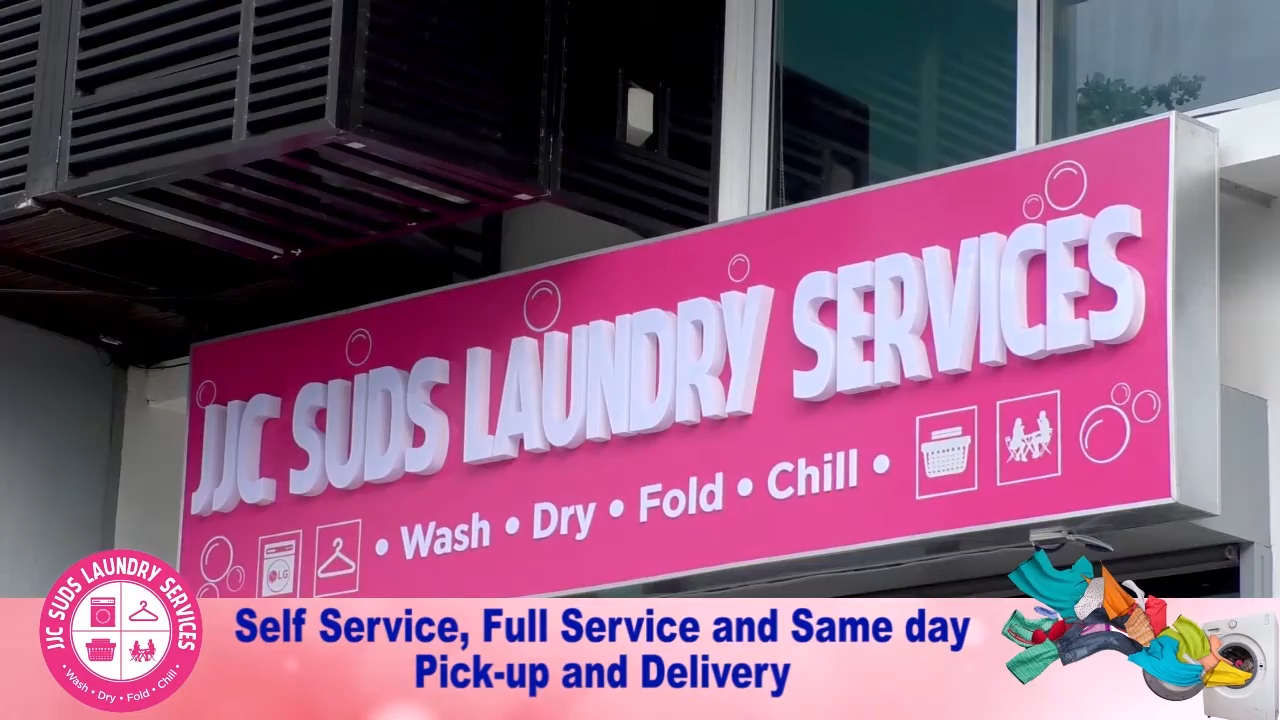 JJC SUDS LAUNDRY SERVICES
• Wash • Dry • Fold • Chill •
LG
JJC SUDS LAUNDRY SERVICES
• Wash • Dry • Fold • Chill •
Self Service, Full Service and Same day
Pick-up and Delivery